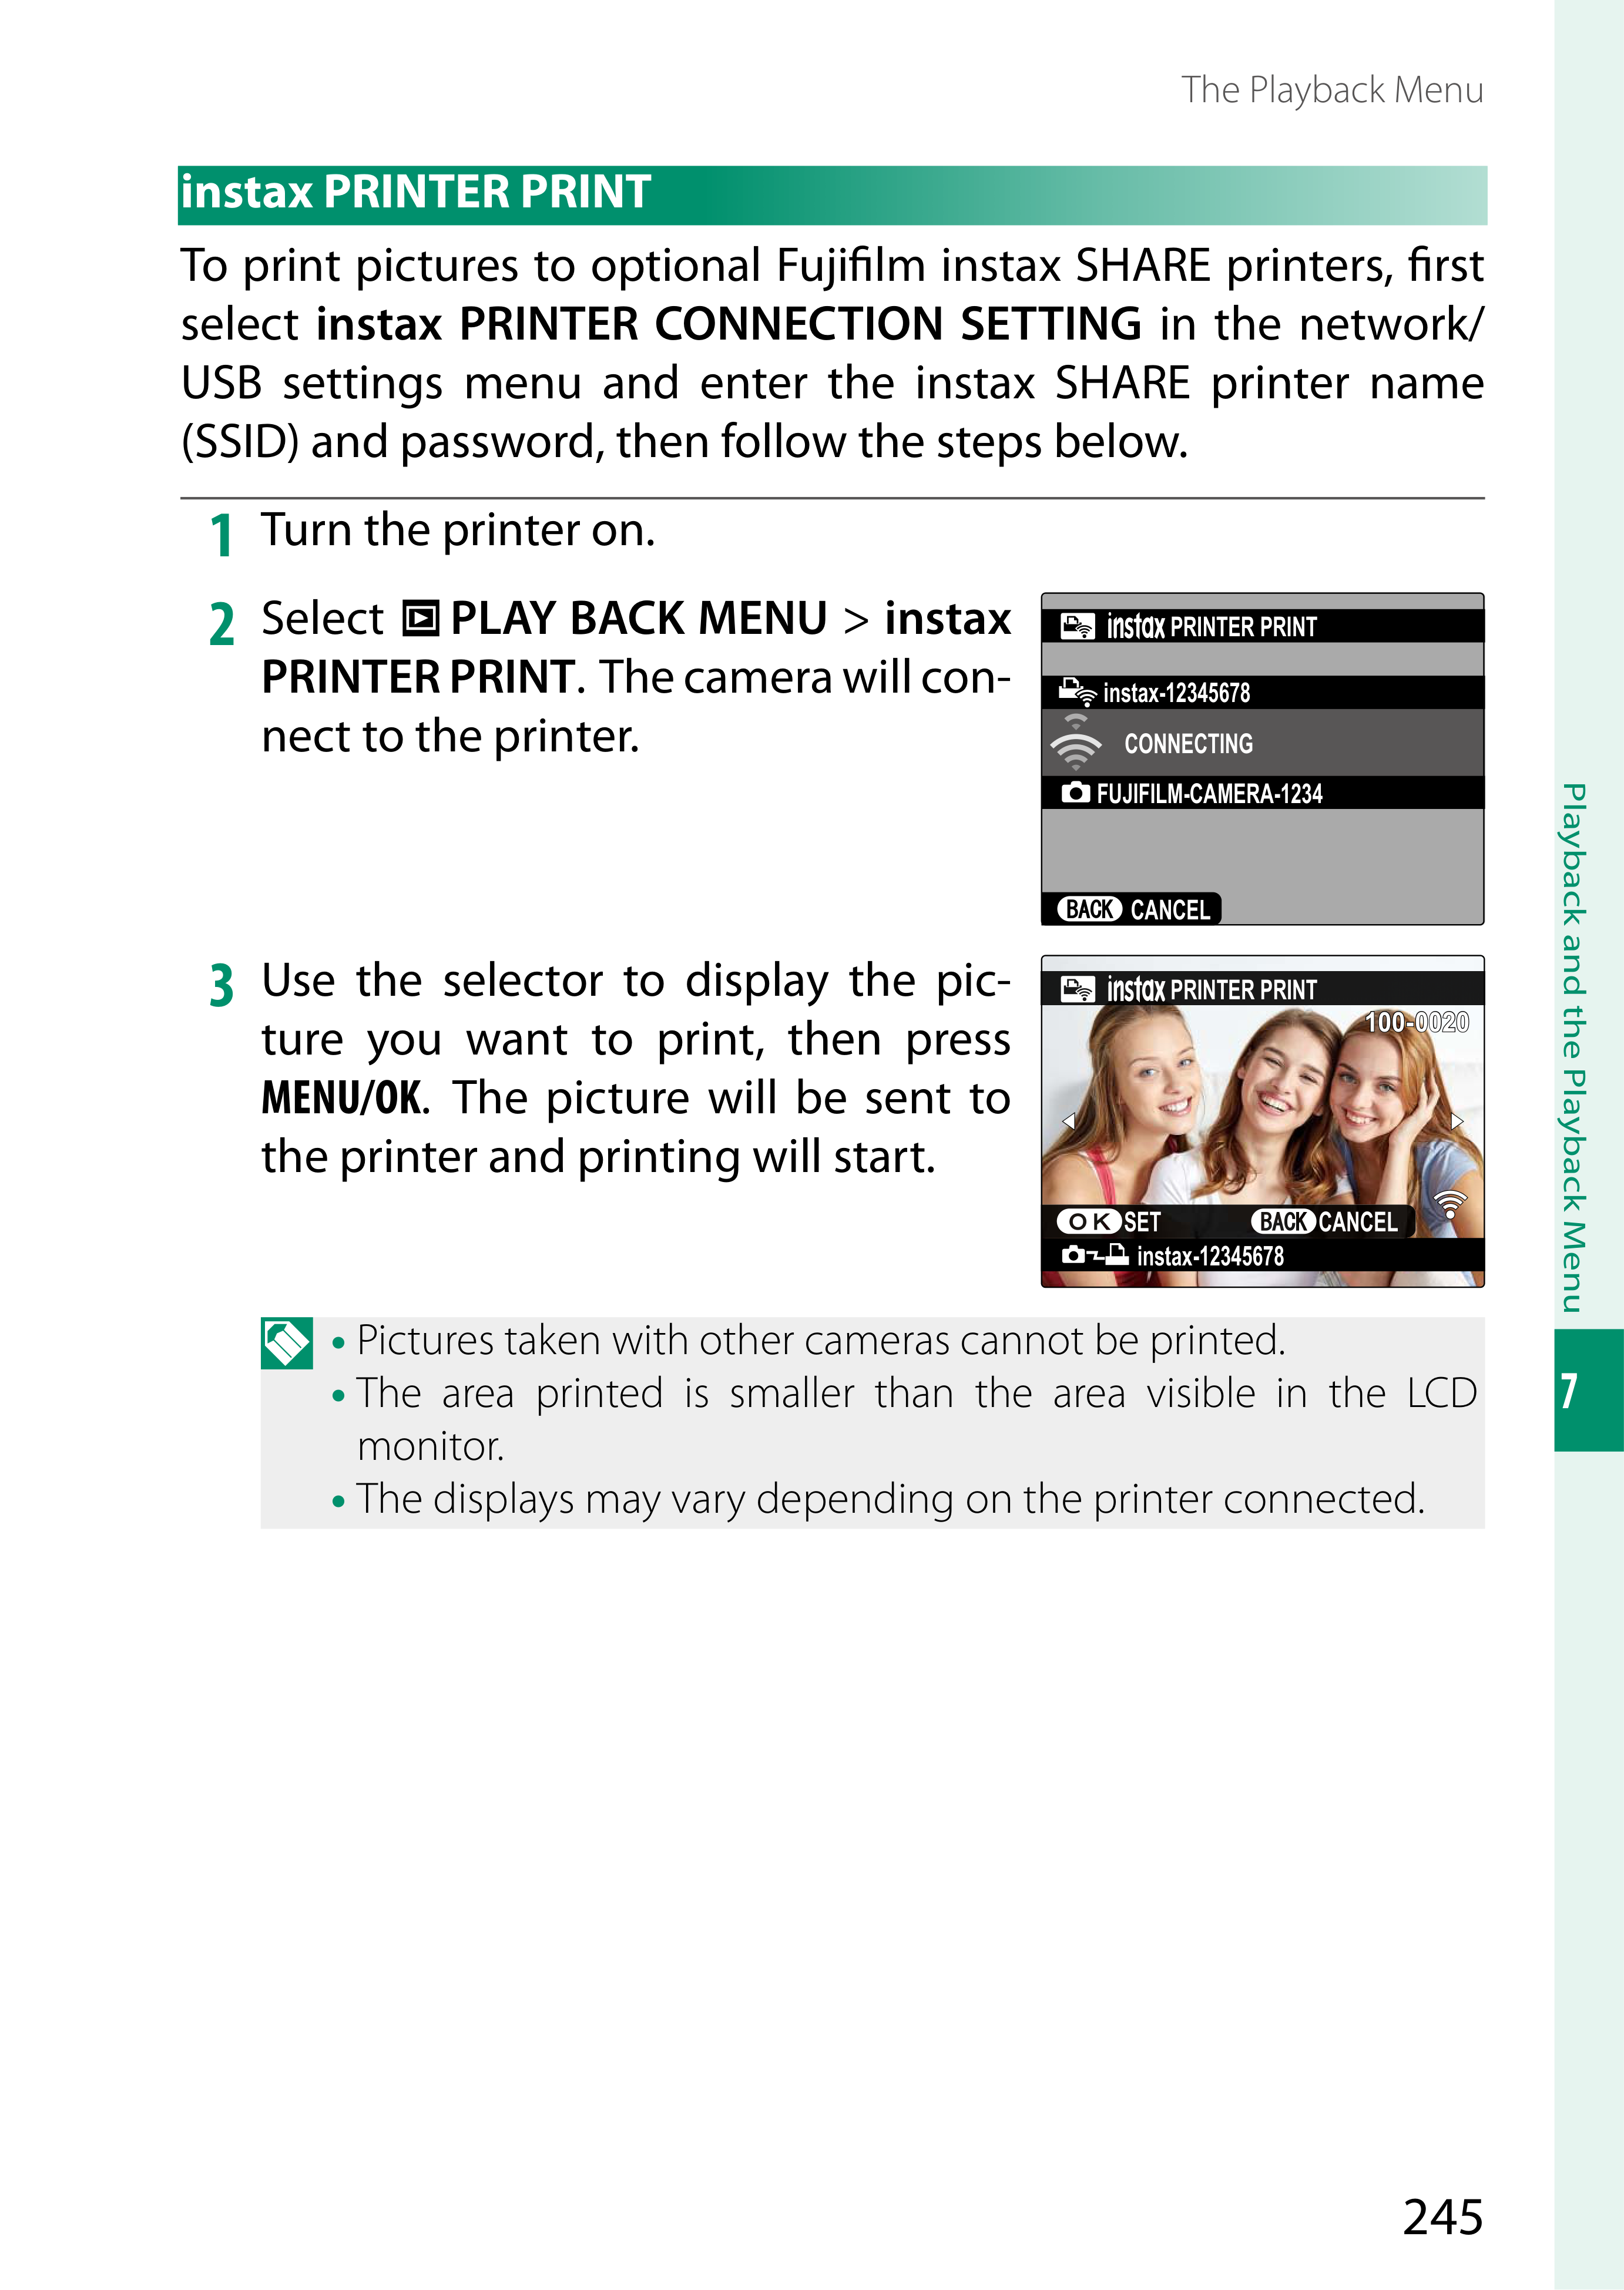 The Playback Menu
instax PRINTER PRINT
To print pictures to optional Fujifilm instax SHARE printers, first
select instax PRINTER CONNECTION SETTING in the network/
USB settings menu and enter the instax SHARE printer name
(SSID) and password, then follow the steps below.
1 Turn the printer on.
2 Select PLAY BACK MENU > instax
PRINTER PRINT. The camera will con-
nect to the printer.
instax PRINTER PRINT
instax-12345678
CONNECTING
FUJIFILM-CAMERA-1234
BACK CANCEL
3 Use the selector to display the pic-
ture you want to print, then press
MENU/OK. The picture will be sent to
the printer and printing will start.
instax PRINTER PRINT
100-0020
OK SET BACK CANCEL
instax-12345678
• Pictures taken with other cameras cannot be printed.
• The area printed is smaller than the area visible in the LCD
monitor.
• The displays may vary depending on the printer connected.
Playback and the Playback Menu
7
245